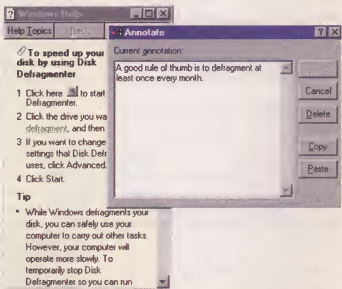 Windows Help
Help Topics Back
To speed up your
disk by using Disk
Defragmenter
1 Click here to start
Defragmenter.
2 Click the drive you wa
defragment, and then
3 If you want to change
settings that Disk Defr
uses, click Advanced.
4 Click Start.
Tip
• While Windows defragments your
disk, you can safely use your
computer to carry out other tasks.
However, your computer will
operate more slowly. To
temporarily stop Disk
Defragmenter so you can run
Annotate
Current annotation:
A good rule of thumb is to defragment at
least once every month.
Cancel
Delete
Copy
Paste